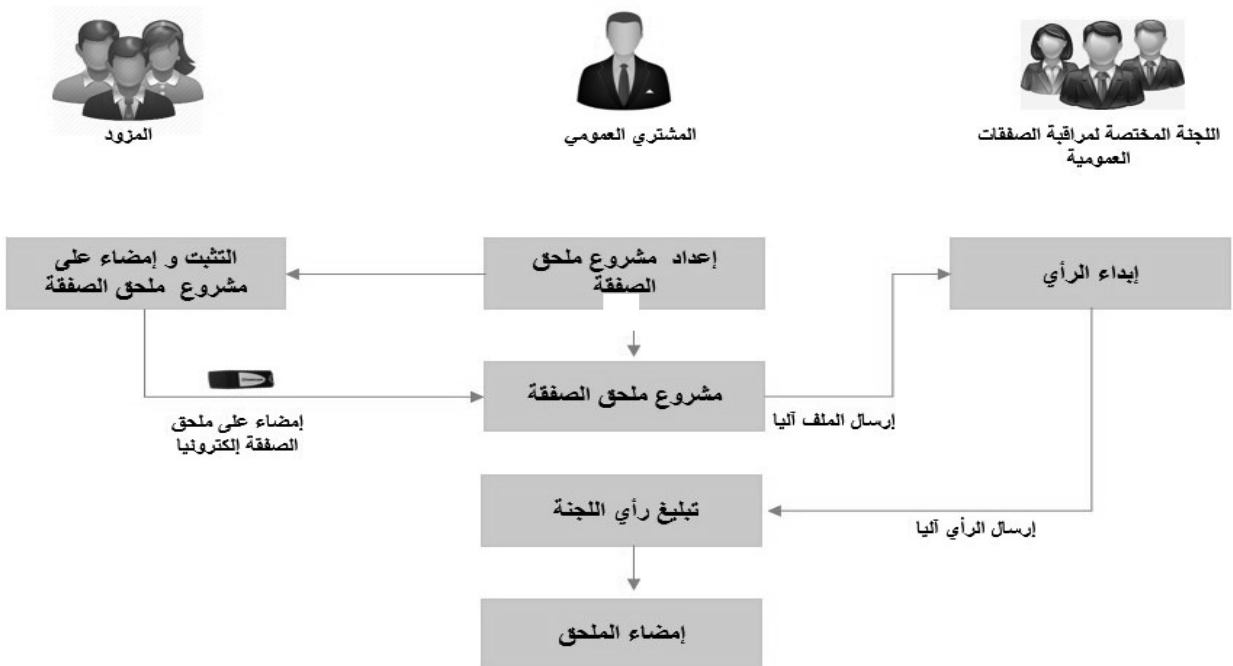 اللجنة المختصة لمراقبة الصفقات
العمومية
المشتري العمومي
المزود
إبداء الرأي
إعداد مشروع ملحق
الصفقة
التثبت و إمضاء على
مشروع ملحق الصفقة
مشروع ملحق الصفقة
إرسال الملف آليا
إمضاء على ملحق
الصفقة إلكترونيا
تبليغ رأي اللجنة
إرسال الرأي آليا
إمضاء الملحق